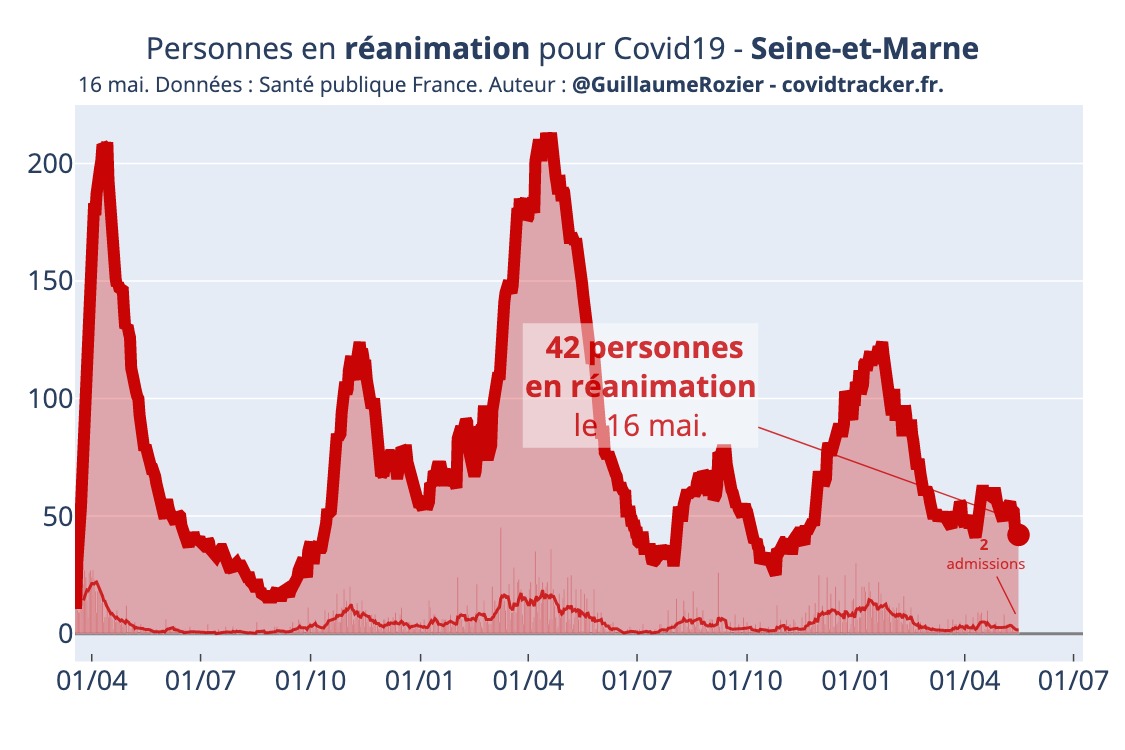 Personnes en réanimation pour Covid19 - Seine-et-Marne
16 mai. Données : Santé publique France. Auteur : @GuillaumeRozier - covidtracker.fr.
200
150
100
50
0
42 personnes
en réanimation
le 16 mai.
2
admissions
01/04 01/07 01/10 01/01 01/04 01/07 01/10 01/01 01/04 01/07